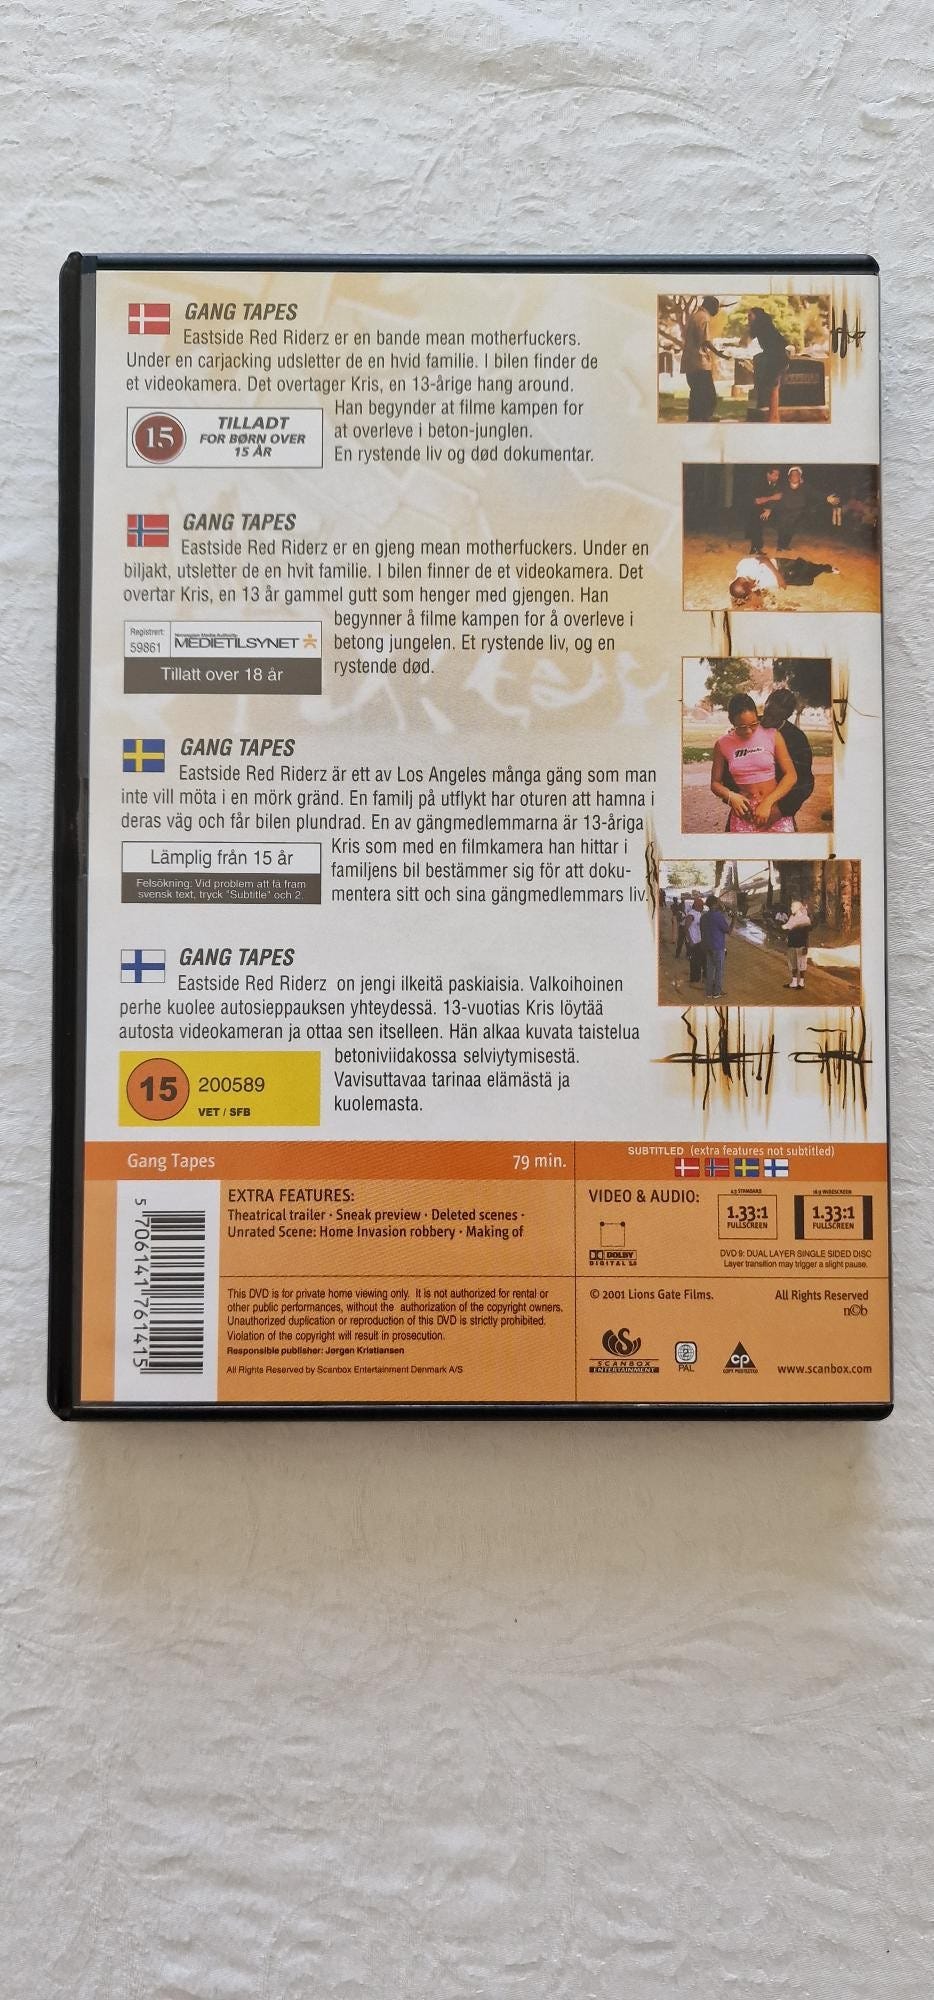 GANG TAPES
Eastside Red Riderz er en bande mean motherfuckers.
Under en carjacking udsletter de en hvid familie. I bilen finder de
et videokamera. Det overtager Kris, en 13-årige hang around.
Han begynder at filme kampen for
at overleve i beton-junglen.
En rystende liv og død dokumentar.
15
TILLADT
FOR BØRN OVER
15 ÅR
GANG TAPES
Eastside Red Riderz er en gjeng mean motherfuckers. Under en
biljakt, utsletter de en hvit familie. I bilen finner de et videokamera. Det
overtar Kris, en 13 år gammel gutt som henger med gjengen. Han
begynner å filme kampen for å overleve i
betong jungelen. Et rystende liv, og en
rystende død.
Registrert:
59861
Norwegian Media Authority
MEDIETILSYNET
Tillatt over 18 år
GANG TAPES
Eastside Red Riderz är ett av Los Angeles många gäng som man
inte vill möta i en mörk gränd. En familj på utflykt har oturen att hamna i
deras väg och får bilen plundrad. En av gängmedlemmarna är 13-åriga
Kris som med en filmkamera han hittar i
familjens bil bestämmer sig för att doku-
mentera sitt och sina gängmedlemmars liv.
Lämplig från 15 år
Felsökning: Vid problem att få fram
svensk text, tryck "Subtitle" och 2.
GANG TAPES
Eastside Red Riderz on jengi ilkeitä paskiaisia. Valkoihoinen
perhe kuolee autosieppauksen yhteydessä. 13-vuotias Kris löytää
autosta videokameran ja ottaa sen itselleen. Hän alkaa kuvata taistelua
betoniviidakossa selviytymisestä.
Vavisuttavaa tarinaa elämästä ja
kuolemasta.
15
200589
VET / SFB
Gang Tapes 79 min.
SUBTITLED (extra features not subtitled)
5 706141 761415
EXTRA FEATURES:
Theatrical trailer · Sneak preview · Deleted scenes ·
Unrated Scene: Home Invasion robbery · Making of
VIDEO & AUDIO:
DOLBY
DIGITAL 2.0
4:3 STANDARD
1.33:1
FULLSCREEN
16:9 WIDESCREEN
1.33:1
FULLSCREEN
DVD 9: DUAL LAYER SINGLE SIDED DISC
Layer transition may trigger a slight pause.
This DVD is for private home viewing only. It is not authorized for rental or
other public performances, without the authorization of the copyright owners.
Unauthorized duplication or reproduction of this DVD is strictly prohibited.
Violation of the copyright will result in prosecution.
Responsible publisher: Jørgen Kristiansen
All Rights Reserved by Scanbox Entertainment Denmark A/S
© 2001 Lions Gate Films.
All Rights Reserved
n©b
SCANBOX
ENTERTAINMENT
2
PAL
CP
COPY PROTECTED
www.scanbox.com